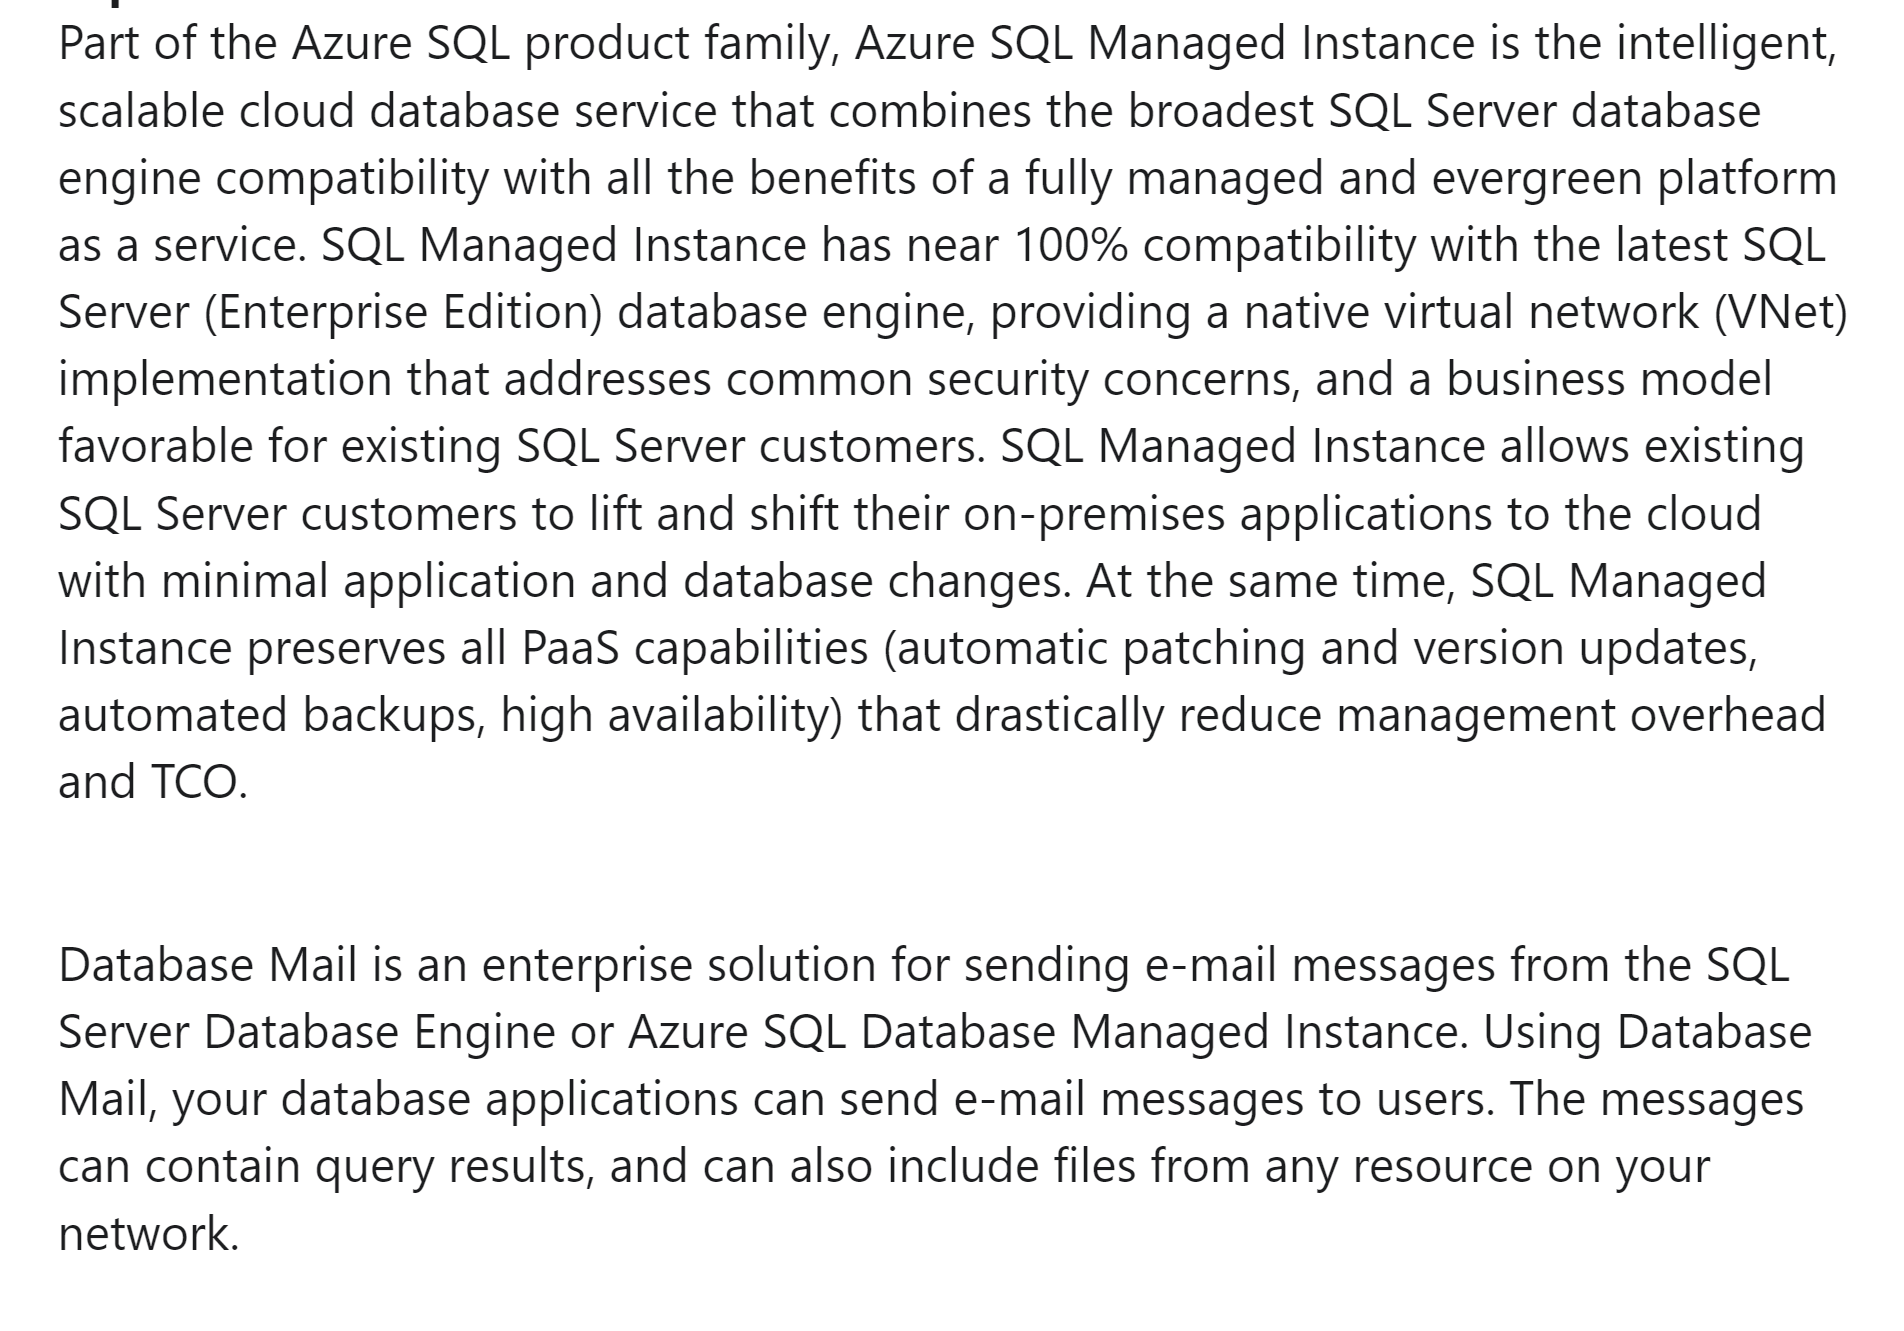 Part of the Azure SQL product family, Azure SQL Managed Instance is the intelligent,
scalable cloud database service that combines the broadest SQL Server database
engine compatibility with all the benefits of a fully managed and evergreen platform
as a service. SQL Managed Instance has near 100% compatibility with the latest SQL
Server (Enterprise Edition) database engine, providing a native virtual network (VNet)
implementation that addresses common security concerns, and a business model
favorable for existing SQL Server customers. SQL Managed Instance allows existing
SQL Server customers to lift and shift their on-premises applications to the cloud
with minimal application and database changes. At the same time, SQL Managed
Instance preserves all PaaS capabilities (automatic patching and version updates,
automated backups, high availability) that drastically reduce management overhead
and TCO.
Database Mail is an enterprise solution for sending e-mail messages from the SQL
Server Database Engine or Azure SQL Database Managed Instance. Using Database
Mail, your database applications can send e-mail messages to users. The messages
can contain query results, and can also include files from any resource on your
network.